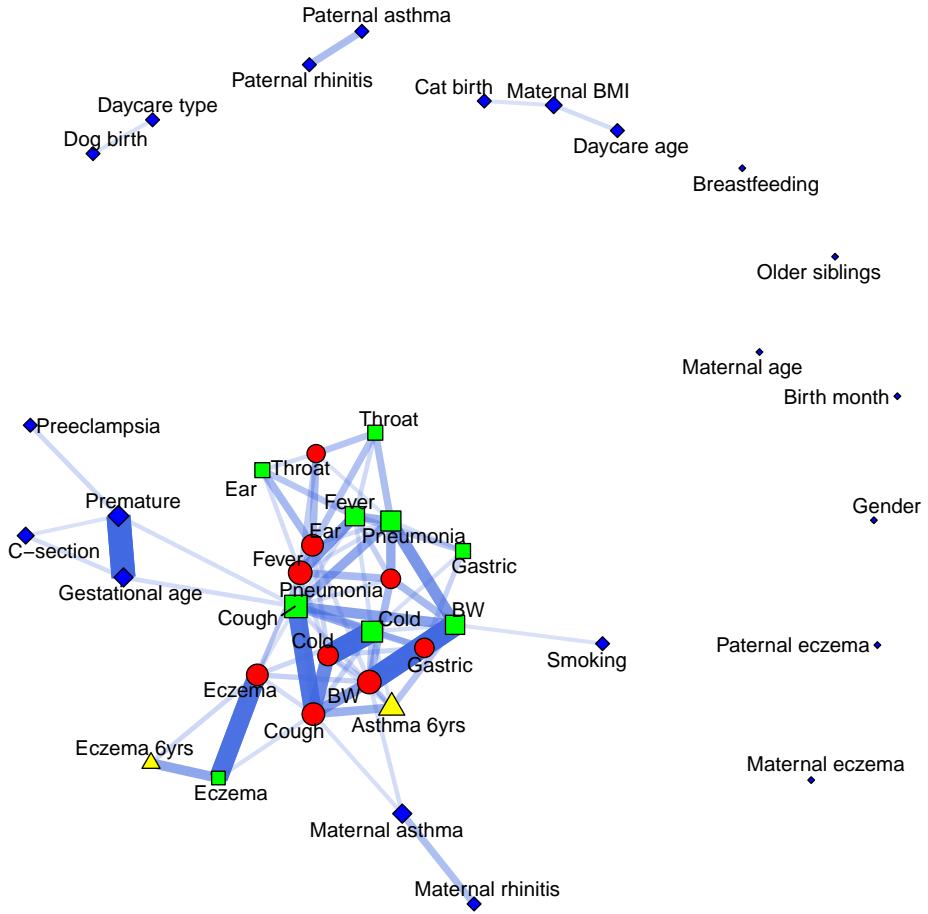 Paternal asthma
Paternal rhinitis
Cat birth
Maternal BMI
Daycare type
Dog birth
Daycare age
Breastfeeding
Older siblings
Maternal age
Birth month
Throat
Preeclampsia
Throat
Ear
Premature
Fever
Gender
Ear
Pneumonia
C−section
Fever
Gastric
Gestational age
Pneumonia
Cough
Cold
BW
Cold
Paternal eczema
Gastric
Smoking
Eczema
BW
Cough
Asthma 6yrs
Eczema 6yrs
Maternal eczema
Eczema
Maternal asthma
Maternal rhinitis